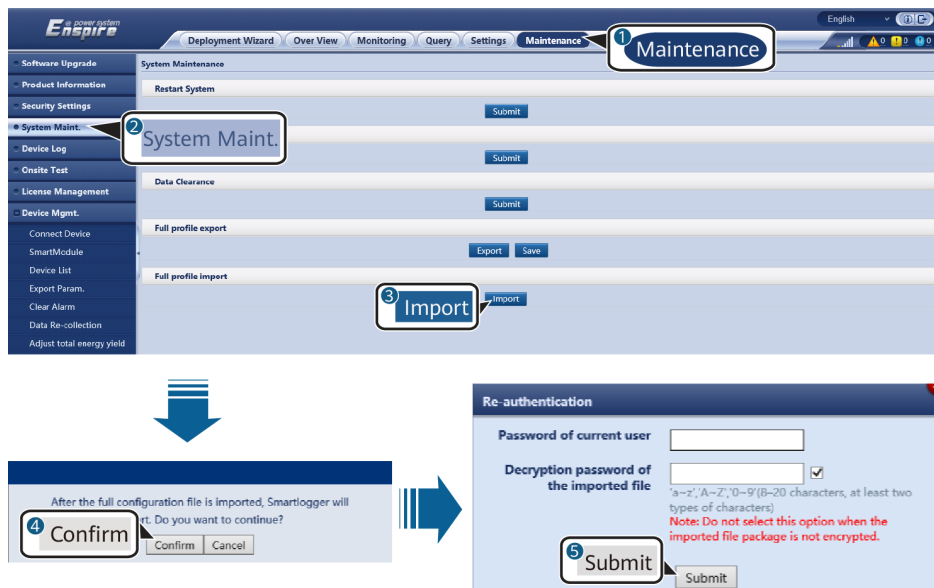 e power system
Enspire
English
Deployment Wizard Over View Monitoring Query Settings Maintenance
1 Maintenance
0 0 0
Software Upgrade
Product Information
Security Settings
System Maint.
Device Log
Onsite Test
License Management
Device Mgmt.
Connect Device
SmartModule
Device List
Export Param.
Clear Alarm
Data Re-collection
Adjust total energy yield
System Maintenance
Restart System
Submit
2 System Maint.
Submit
Data Clearance
Submit
Full profile export
Export Save
Full profile import
3 Import
Import
After the full configuration file is imported, Smartlogger will
rt. Do you want to continue?
4 Confirm
Confirm Cancel
Re-authentication
Password of current user
Decryption password of
the imported file
'a~z','A~Z','0~9'(8–20 characters, at least two
types of characters)
Note: Do not select this option when the
imported file package is not encrypted.
5 Submit
Submit